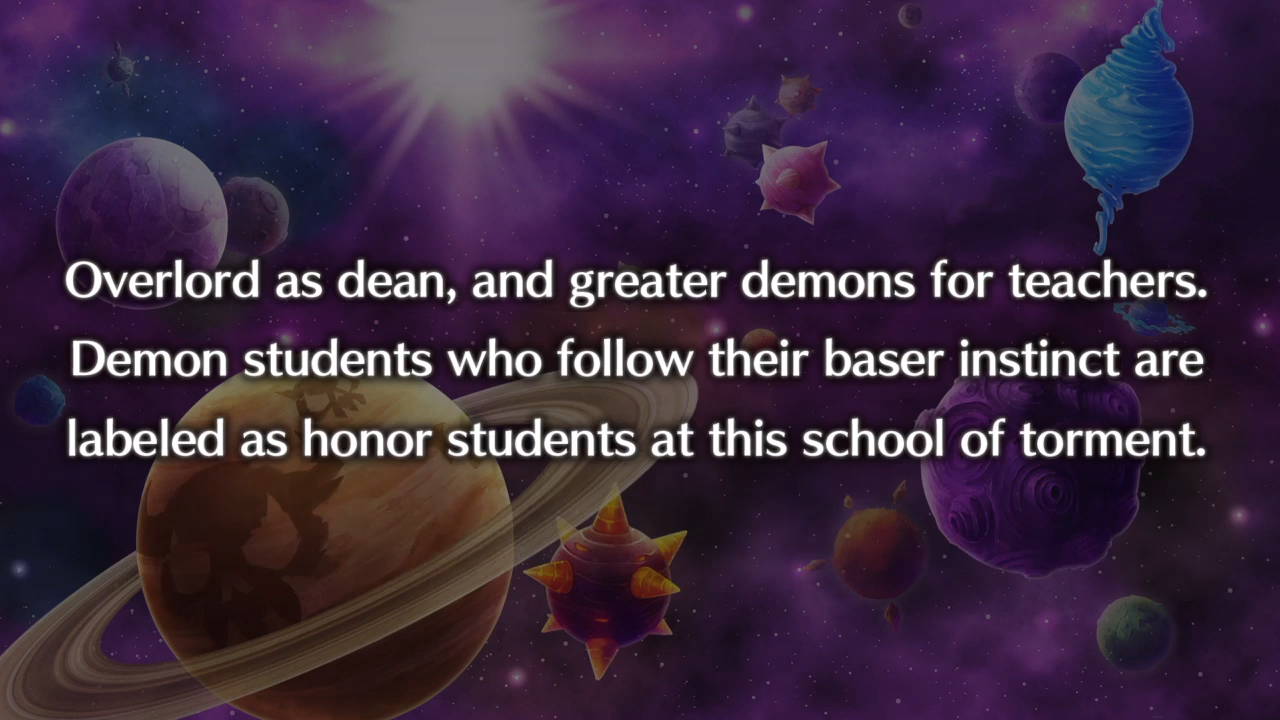 Overlord as dean, and greater demons for teachers.
Demon students who follow their baser instinct are
labeled as honor students at this school of torment.